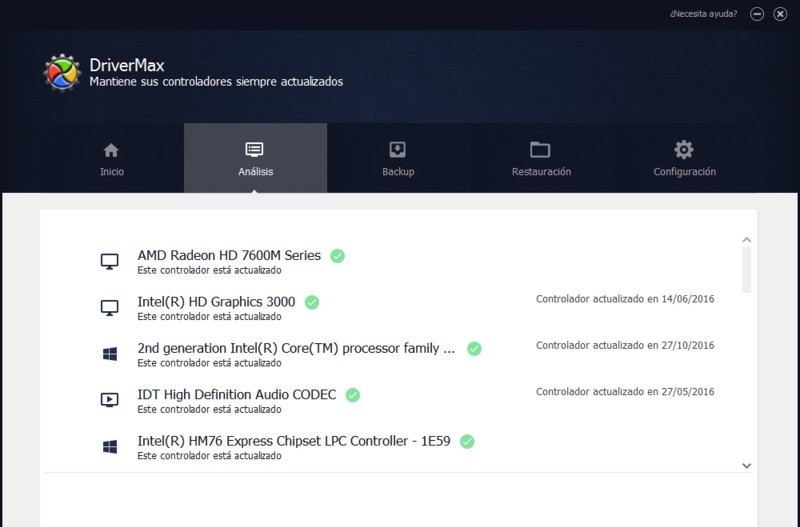 ¿Necesita ayuda?
DriverMax
Mantiene sus controladores siempre actualizados
Inicio
Análisis
Backup
Restauración
Configuración
AMD Radeon HD 7600M Series
Este controlador está actualizado
Intel(R) HD Graphics 3000
Controlador actualizado en 14/06/2016
Este controlador está actualizado
2nd generation Intel(R) Core(TM) processor family ...
Controlador actualizado en 27/10/2016
Este controlador está actualizado
IDT High Definition Audio CODEC
Controlador actualizado en 27/05/2016
Este controlador está actualizado
Intel(R) HM76 Express Chipset LPC Controller - 1E59
Este controlador está actualizado